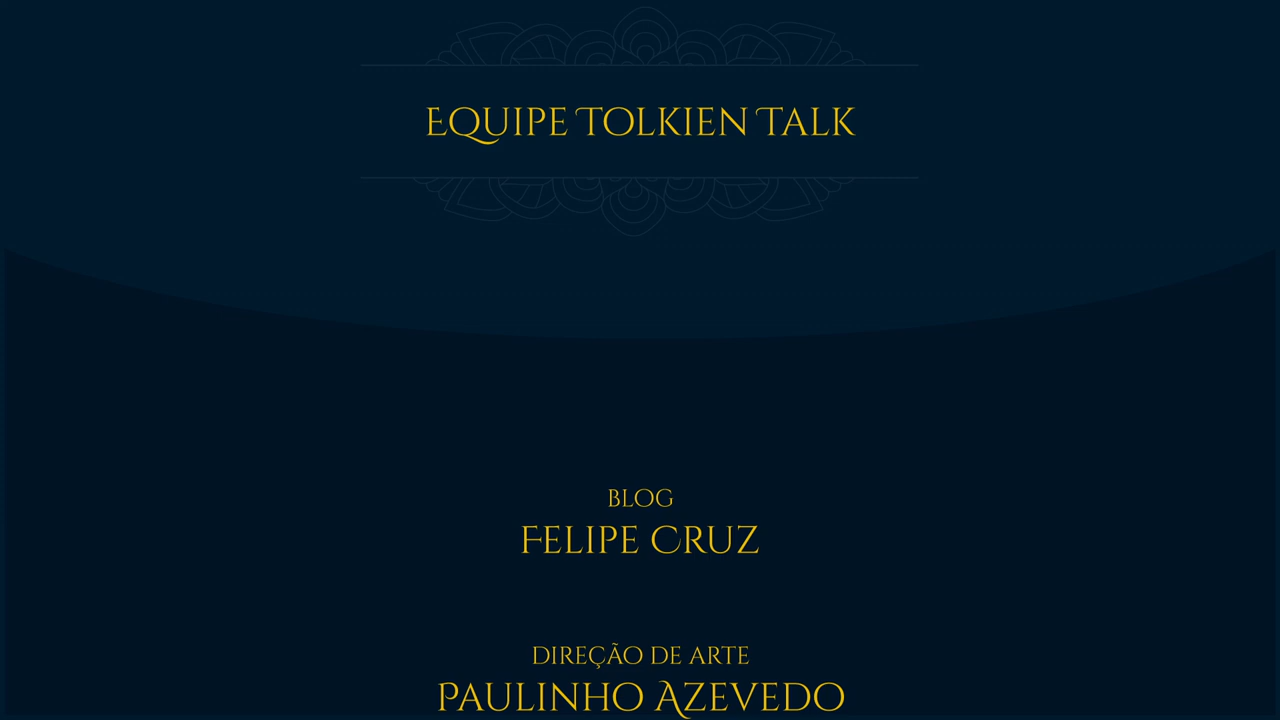 Equipe Tolkien Talk
Blog
Felipe Cruz
Direção de Arte
Paulinho Azevedo